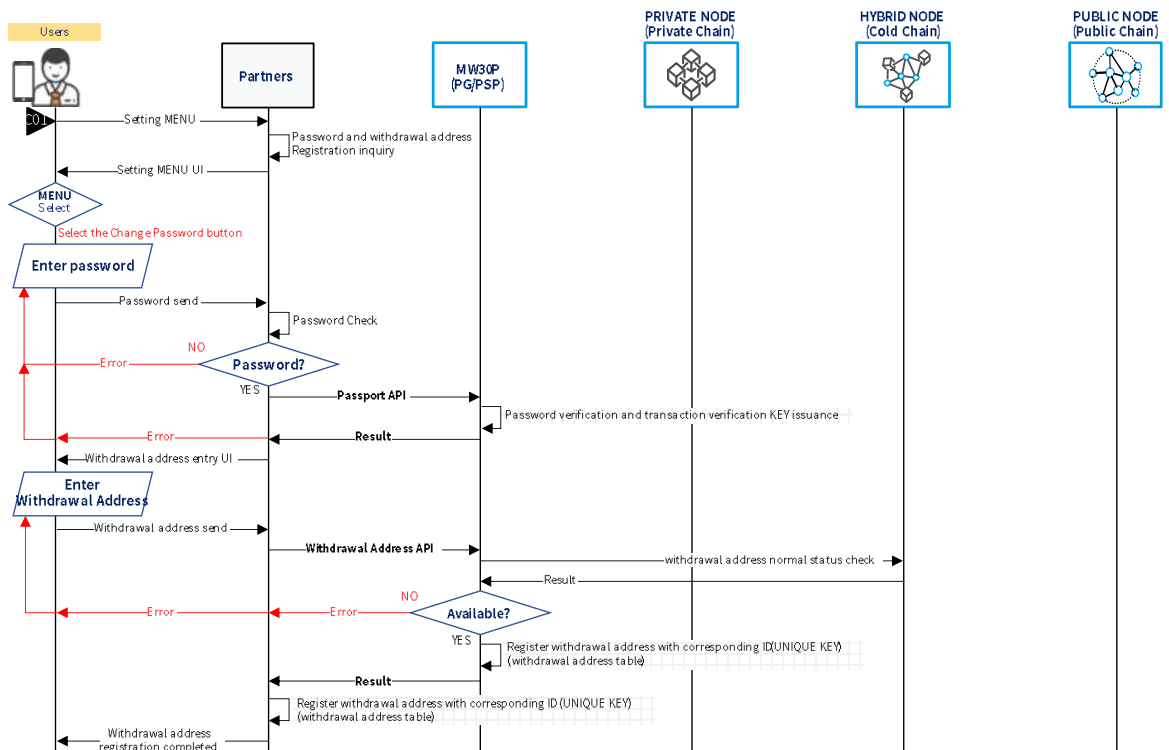 Users
Partners
MW30P
(PG/PSP)
PRIVATE NODE
(Private Chain)
HYBRID NODE
(Cold Chain)
PUBLIC NODE
(Public Chain)
C01
Setting MENU
Password and withdrawal address
Registration inquiry
Setting MENU UI
MENU
Select
Select the Change Password button
Enter password
Password send
Password Check
NO
Error
Password?
YES
Passport API
Password verification and transaction verification KEY issuance
Error
Result
Withdrawal address entry UI
Enter
Withdrawal Address
Withdrawal address send
Withdrawal Address API
withdrawal address normal status check
Result
NO
Error
Error
Available?
YES
Register withdrawal address with corresponding ID(UNIQUE KEY)
(withdrawal address table)
Result
Register withdrawal address with corresponding ID (UNIQUE KEY)
(withdrawal address table)
Withdrawal address
registration completed